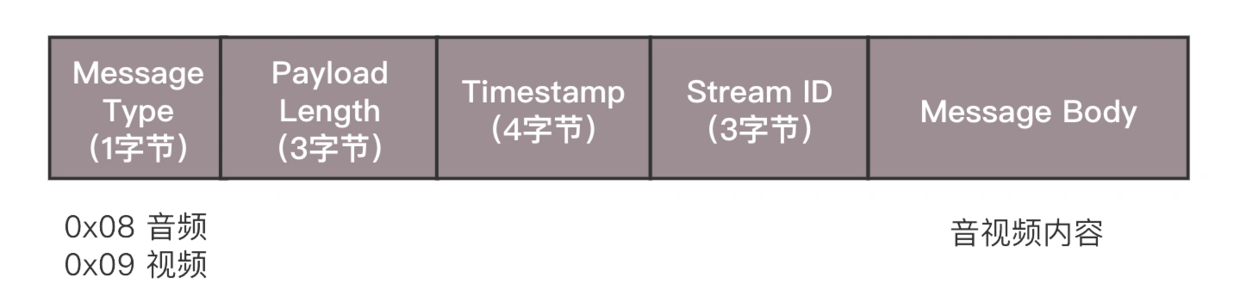 Message
Type
(1字节)
Payload
Length
(3字节)
Timestamp
(4字节)
Stream ID
(3字节)
Message Body
0x08 音频
0x09 视频
音视频内容